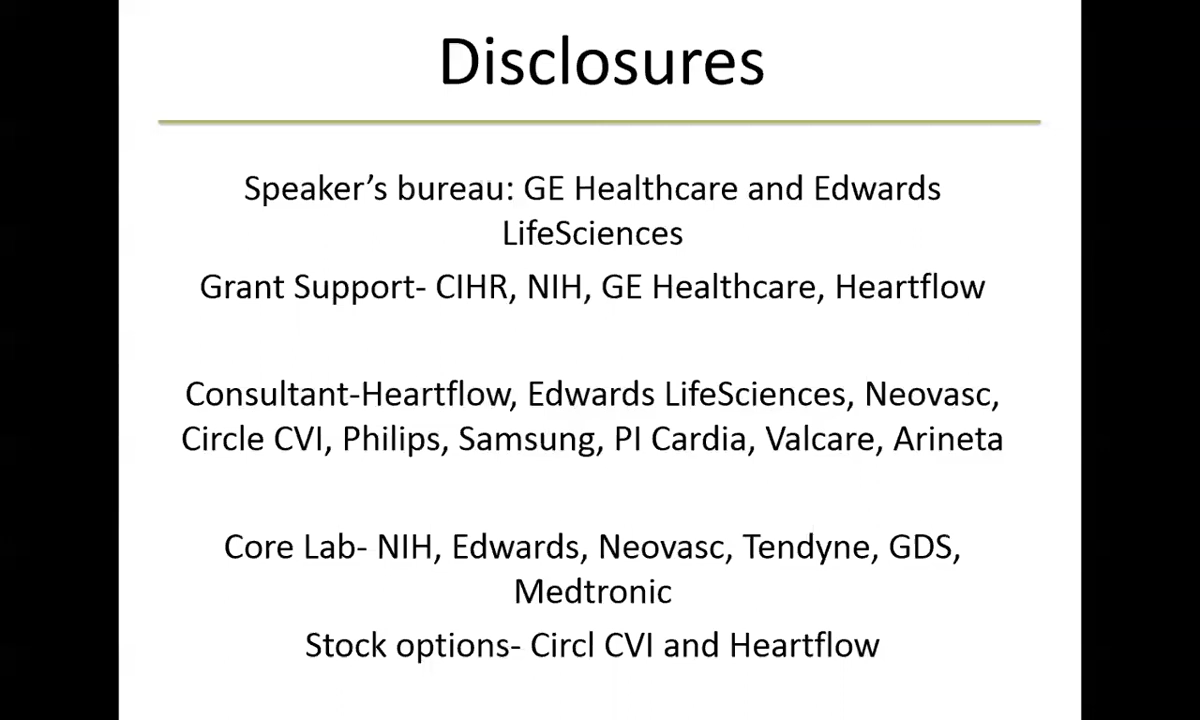 Disclosures
Speaker’s bureau: GE Healthcare and Edwards
LifeSciences
Grant Support- CIHR, NIH, GE Healthcare, Heartflow
Consultant-Heartflow, Edwards LifeSciences, Neovasc,
Circle CVI, Philips, Samsung, PI Cardia, Valcare, Arineta
Core Lab- NIH, Edwards, Neovasc, Tendyne, GDS,
Medtronic
Stock options- Circl CVI and Heartflow